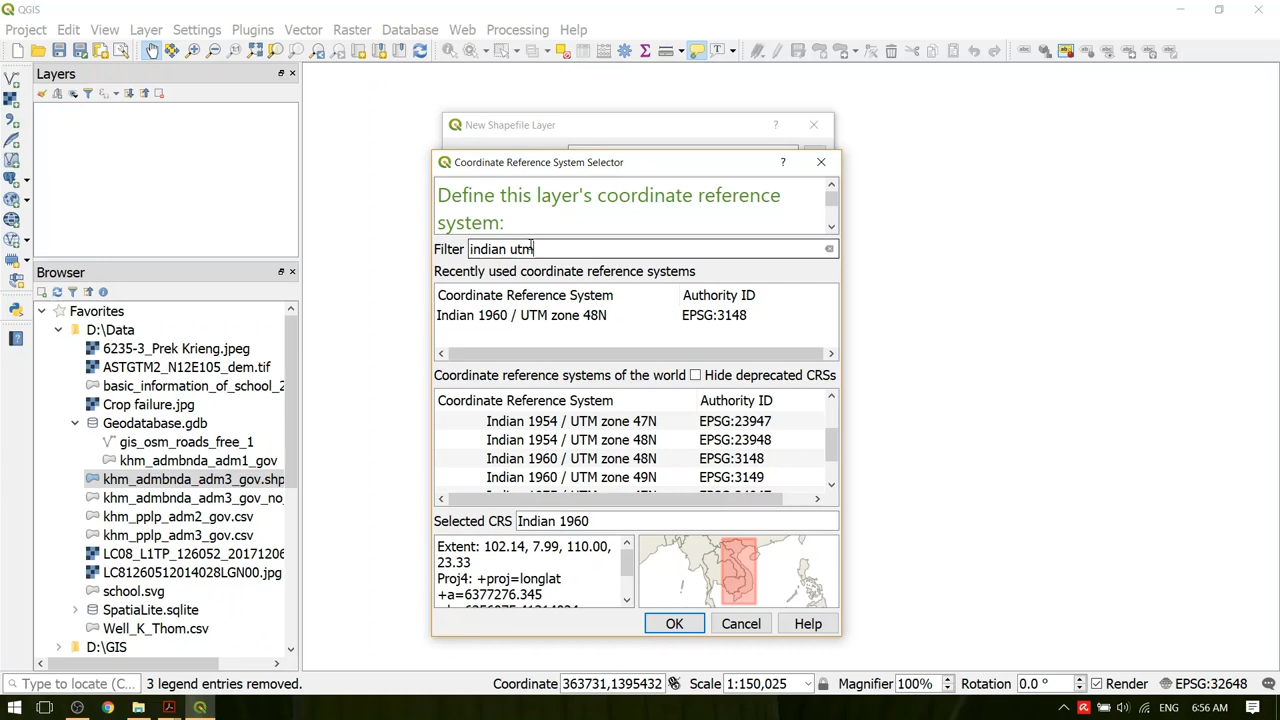 QGIS
Project Edit View Layer Settings Plugins Vector Raster Database Web Processing Help
Layers
New Shapefile Layer
Coordinate Reference System Selector
Define this layer's coordinate reference
system:
Filter indian utm
Recently used coordinate reference systems
Coordinate Reference System Authority ID
Indian 1960 / UTM zone 48N EPSG:3148
Coordinate reference systems of the world Hide deprecated CRSs
Coordinate Reference System Authority ID
Indian 1954 / UTM zone 47N EPSG:23947
Indian 1954 / UTM zone 48N EPSG:23948
Indian 1960 / UTM zone 48N EPSG:3148
Indian 1960 / UTM zone 49N EPSG:3149
Selected CRS Indian 1960
Extent: 102.14, 7.99, 110.00,
23.33
Proj4: +proj=longlat
+a=6377276.345
OK Cancel Help
Browser
Favorites
D:\Data
6235-3_Prek Krieng.jpeg
ASTGTM2_N12E105_dem.tif
basic_information_of_school_2
Crop failure.jpg
Geodatabase.gdb
gis_osm_roads_free_1
khm_admbnda_adm1_gov
khm_admbnda_adm3_gov.shp
khm_admbnda_adm3_gov_no
khm_pplp_adm2_gov.csv
khm_pplp_adm3_gov.csv
LC08_L1TP_126052_20171206
LC81260512014028LGN00.jpg
school.svg
SpatiaLite.sqlite
Well_K_Thom.csv
D:\GIS
Type to locate (C... 3 legend entries removed. Coordinate 363731,1395432 Scale 1:150,025 Magnifier 100% Rotation 0.0 ° Render EPSG:32648
ENG 6:56 AM